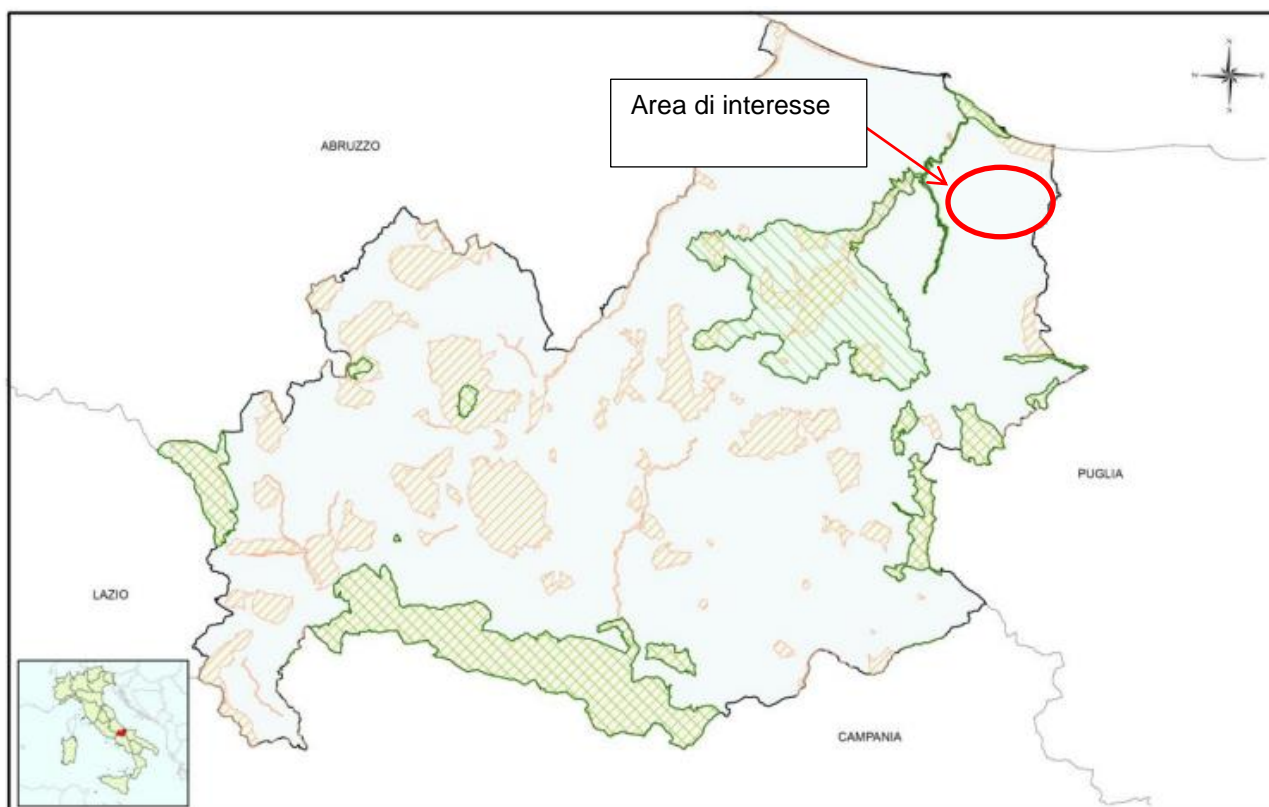 N
W
E
S
Area di interesse
ABRUZZO
PUGLIA
LAZIO
CAMPANIA